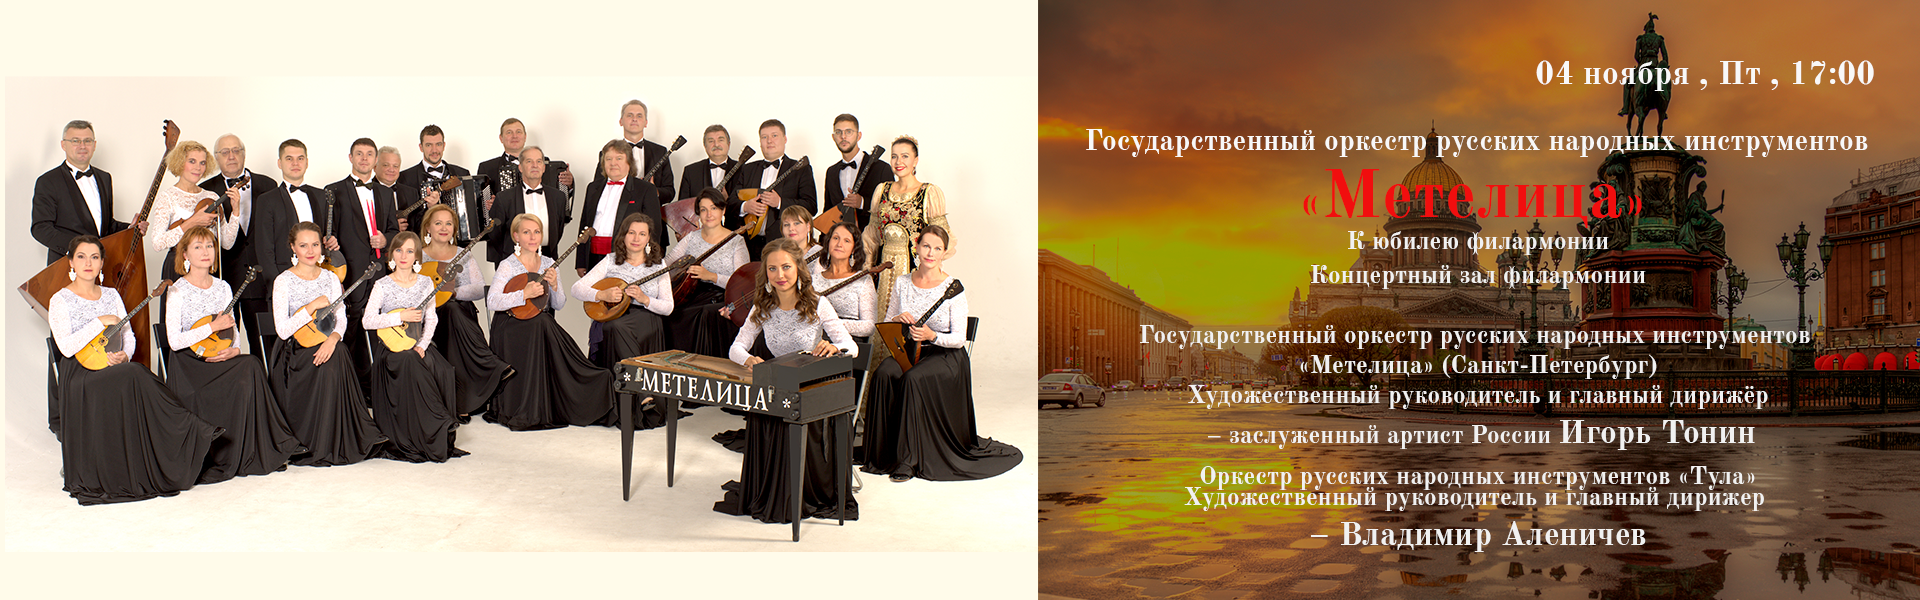 * МЕТЕЛИЦА *
04 ноября , Пт , 17:00
Государственный оркестр русских народных инструментов
«Метелица»
К юбилею филармонии
Концертный зал филармонии
Государственный оркестр русских народных инструментов
«Метелица» (Санкт-Петербург)
Художественный руководитель и главный дирижёр
– заслуженный артист России Игорь Тонин
Оркестр русских народных инструментов «Тула»
Художественный руководитель и главный дирижер
– Владимир Аленичев